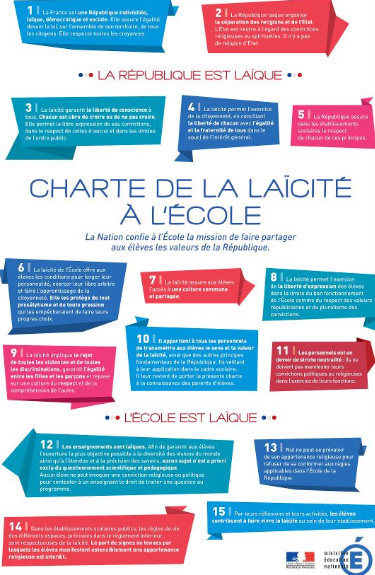 1 | La France est une République indivisible,
laïque, démocratique et sociale. Elle assure l'égalité
devant la loi, sur l'ensemble de son territoire, de tous
les citoyens. Elle respecte toutes les croyances.
2 | La République laïque organise
la séparation des religions et de l'État.
L'État est neutre à l'égard des convictions
religieuses ou spirituelles. Il n'y a pas
de religion d'État.
LA RÉPUBLIQUE EST LAÏQUE
3 | La laïcité garantit la liberté de conscience à
tous. Chacun est libre de croire ou de ne pas croire.
Elle permet la libre expression de ses convictions,
dans le respect de celles d'autrui et dans les limites
de l'ordre public.
4 | La laïcité permet l'exercice
de la citoyenneté, en conciliant
la liberté de chacun avec l'égalité
et la fraternité de tous dans le
souci de l'intérêt général.
5 | La République assure
dans les établissements
scolaires le respect
de chacun de ces principes.
CHARTE DE LA LAÏCITÉ
À L'ÉCOLE
La Nation confie à l'École la mission de faire partager
aux élèves les valeurs de la République.
6 | La laïcité de l'École offre aux
élèves les conditions pour forger leur
personnalité, exercer leur libre arbitre
et faire l'apprentissage de la
citoyenneté. Elle les protège de tout
prosélytisme et de toute pression
qui les empêcheraient de faire leurs
propres choix.
7 | La laïcité assure aux élèves
l'accès à une culture commune
et partagée.
8 | La laïcité permet l'exercice
de la liberté d'expression des élèves
dans la limite du bon fonctionnement
de l'École comme du respect des valeurs
républicaines et du pluralisme des
convictions.
9 | La laïcité implique le rejet
de toutes les violences et de toutes
les discriminations, garantit l'égalité
entre les filles et les garçons et repose
sur une culture du respect et de la
compréhension de l'autre.
10 | Il appartient à tous les personnels
de transmettre aux élèves le sens et la valeur
de la laïcité, ainsi que des autres principes
fondamentaux de la République. Ils veillent
à leur application dans le cadre scolaire.
Il leur revient de porter la présente charte
à la connaissance des parents d'élèves.
11 | Les personnels ont un
devoir de stricte neutralité : ils ne
doivent pas manifester leurs
convictions politiques ou religieuses
dans l'exercice de leurs fonctions.
L'ÉCOLE EST LAÏQUE
12 | Les enseignements sont laïques. Afin de garantir aux élèves
l'ouverture la plus objective possible à la diversité des visions du monde
ainsi qu'à l'étendue et à la précision des savoirs, aucun sujet n'est a priori
exclu du questionnement scientifique et pédagogique.
Aucun élève ne peut invoquer une conviction religieuse ou politique
pour contester à un enseignant le droit de traiter une question au
programme.
13 | Nul ne peut se prévaloir de
son appartenance religieuse pour
refuser de se conformer aux règles
applicables dans l'École de la
République.
14 | Dans les établissements scolaires publics, les règles de vie
des différents espaces, précisées dans le règlement intérieur,
sont respectueuses de la laïcité. Le port de signes ou tenues par
lesquels les élèves manifestent ostensiblement une appartenance
religieuse est interdit.
15 | Par leurs réflexions et leurs activités, les élèves
contribuent à faire vivre la laïcité au sein de leur établissement.
ministère
éducation
nationale